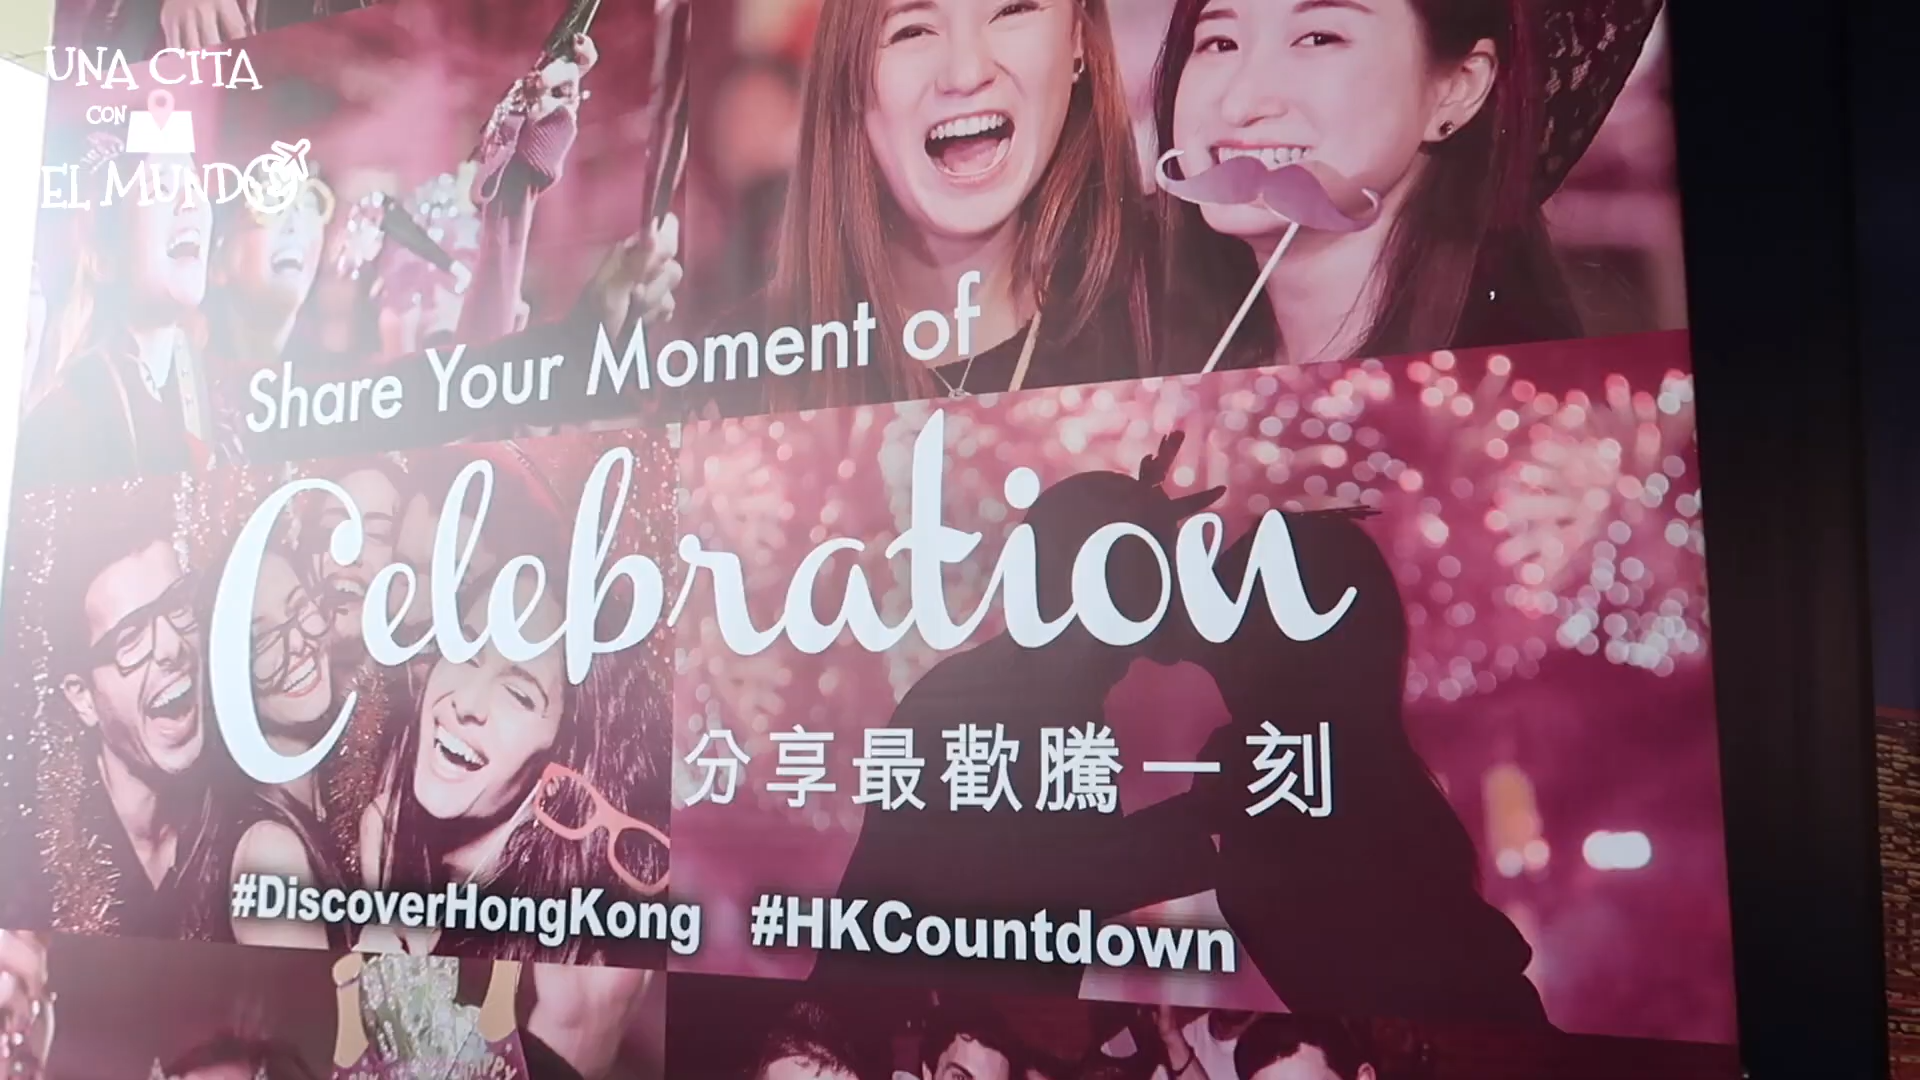 UNA CITA
CON
EL MUNDO
Share Your Moment of
Celebration
分享最歡騰一刻
#DiscoverHongKong #HKCountdown